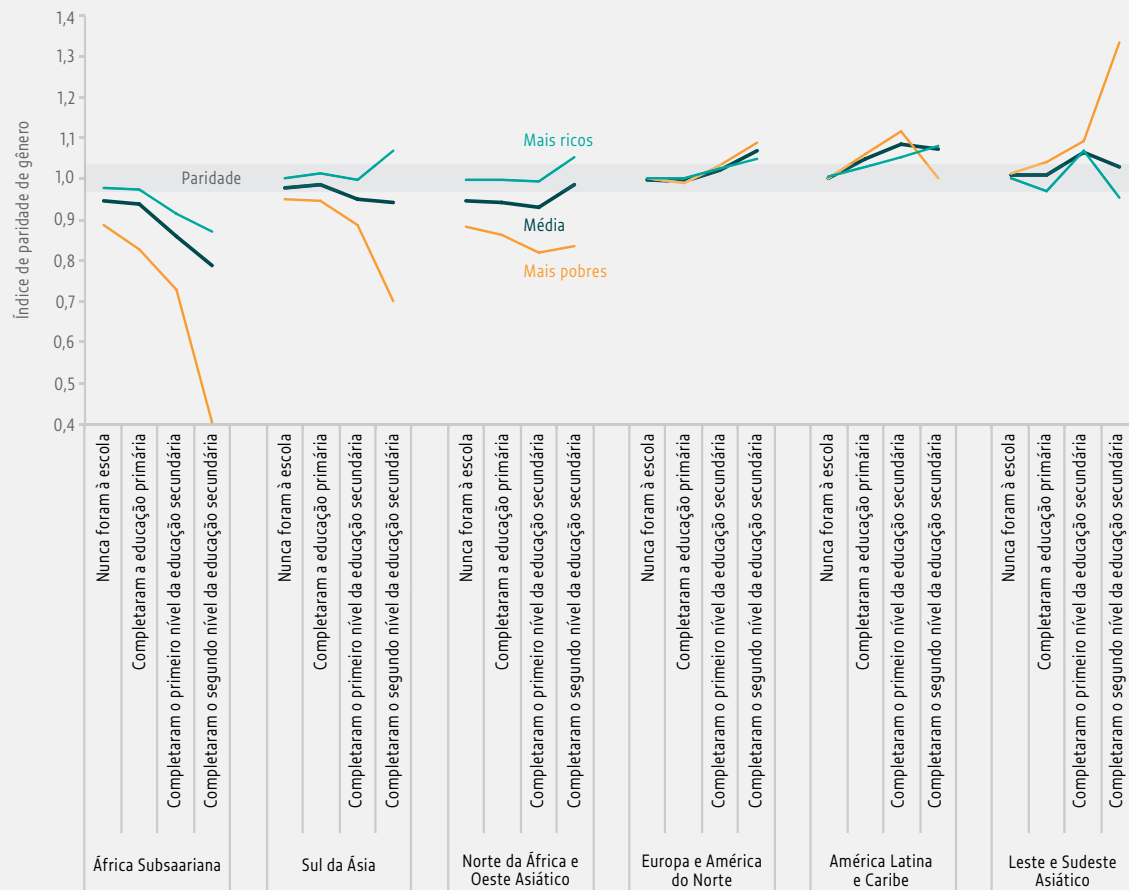 Índice de paridade de gênero
1,4
1,3
1,2
1,1
1,0
0,9
0,8
0,7
0,6
0,5
0,4
Paridade
Mais ricos
Média
Mais pobres
Nunca foram à escola
Completaram a educação primária
Completaram o primeiro nível da educação secundária
Completaram o segundo nível da educação secundária
Nunca foram à escola
Completaram a educação primária
Completaram o primeiro nível da educação secundária
Completaram o segundo nível da educação secundária
Nunca foram à escola
Completaram a educação primária
Completaram o primeiro nível da educação secundária
Completaram o segundo nível da educação secundária
Nunca foram à escola
Completaram a educação primária
Completaram o primeiro nível da educação secundária
Completaram o segundo nível da educação secundária
Nunca foram à escola
Completaram a educação primária
Completaram o primeiro nível da educação secundária
Completaram o segundo nível da educação secundária
Nunca foram à escola
Completaram a educação primária
Completaram o primeiro nível da educação secundária
Completaram o segundo nível da educação secundária
África Subsaariana
Sul da Ásia
Norte da África e
Oeste Asiático
Europa e América
do Norte
América Latina
e Caribe
Leste e Sudeste
Asiático